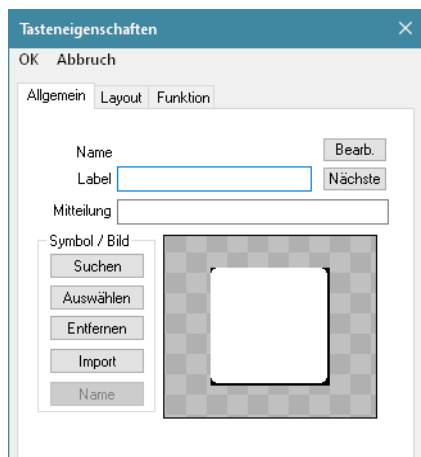 Tasteneigenschaften
OK Abbruch
Allgemein Layout Funktion
Name Bearb.
Label Nächste
Mitteilung
Symbol / Bild
Suchen
Auswählen
Entfernen
Import
Name